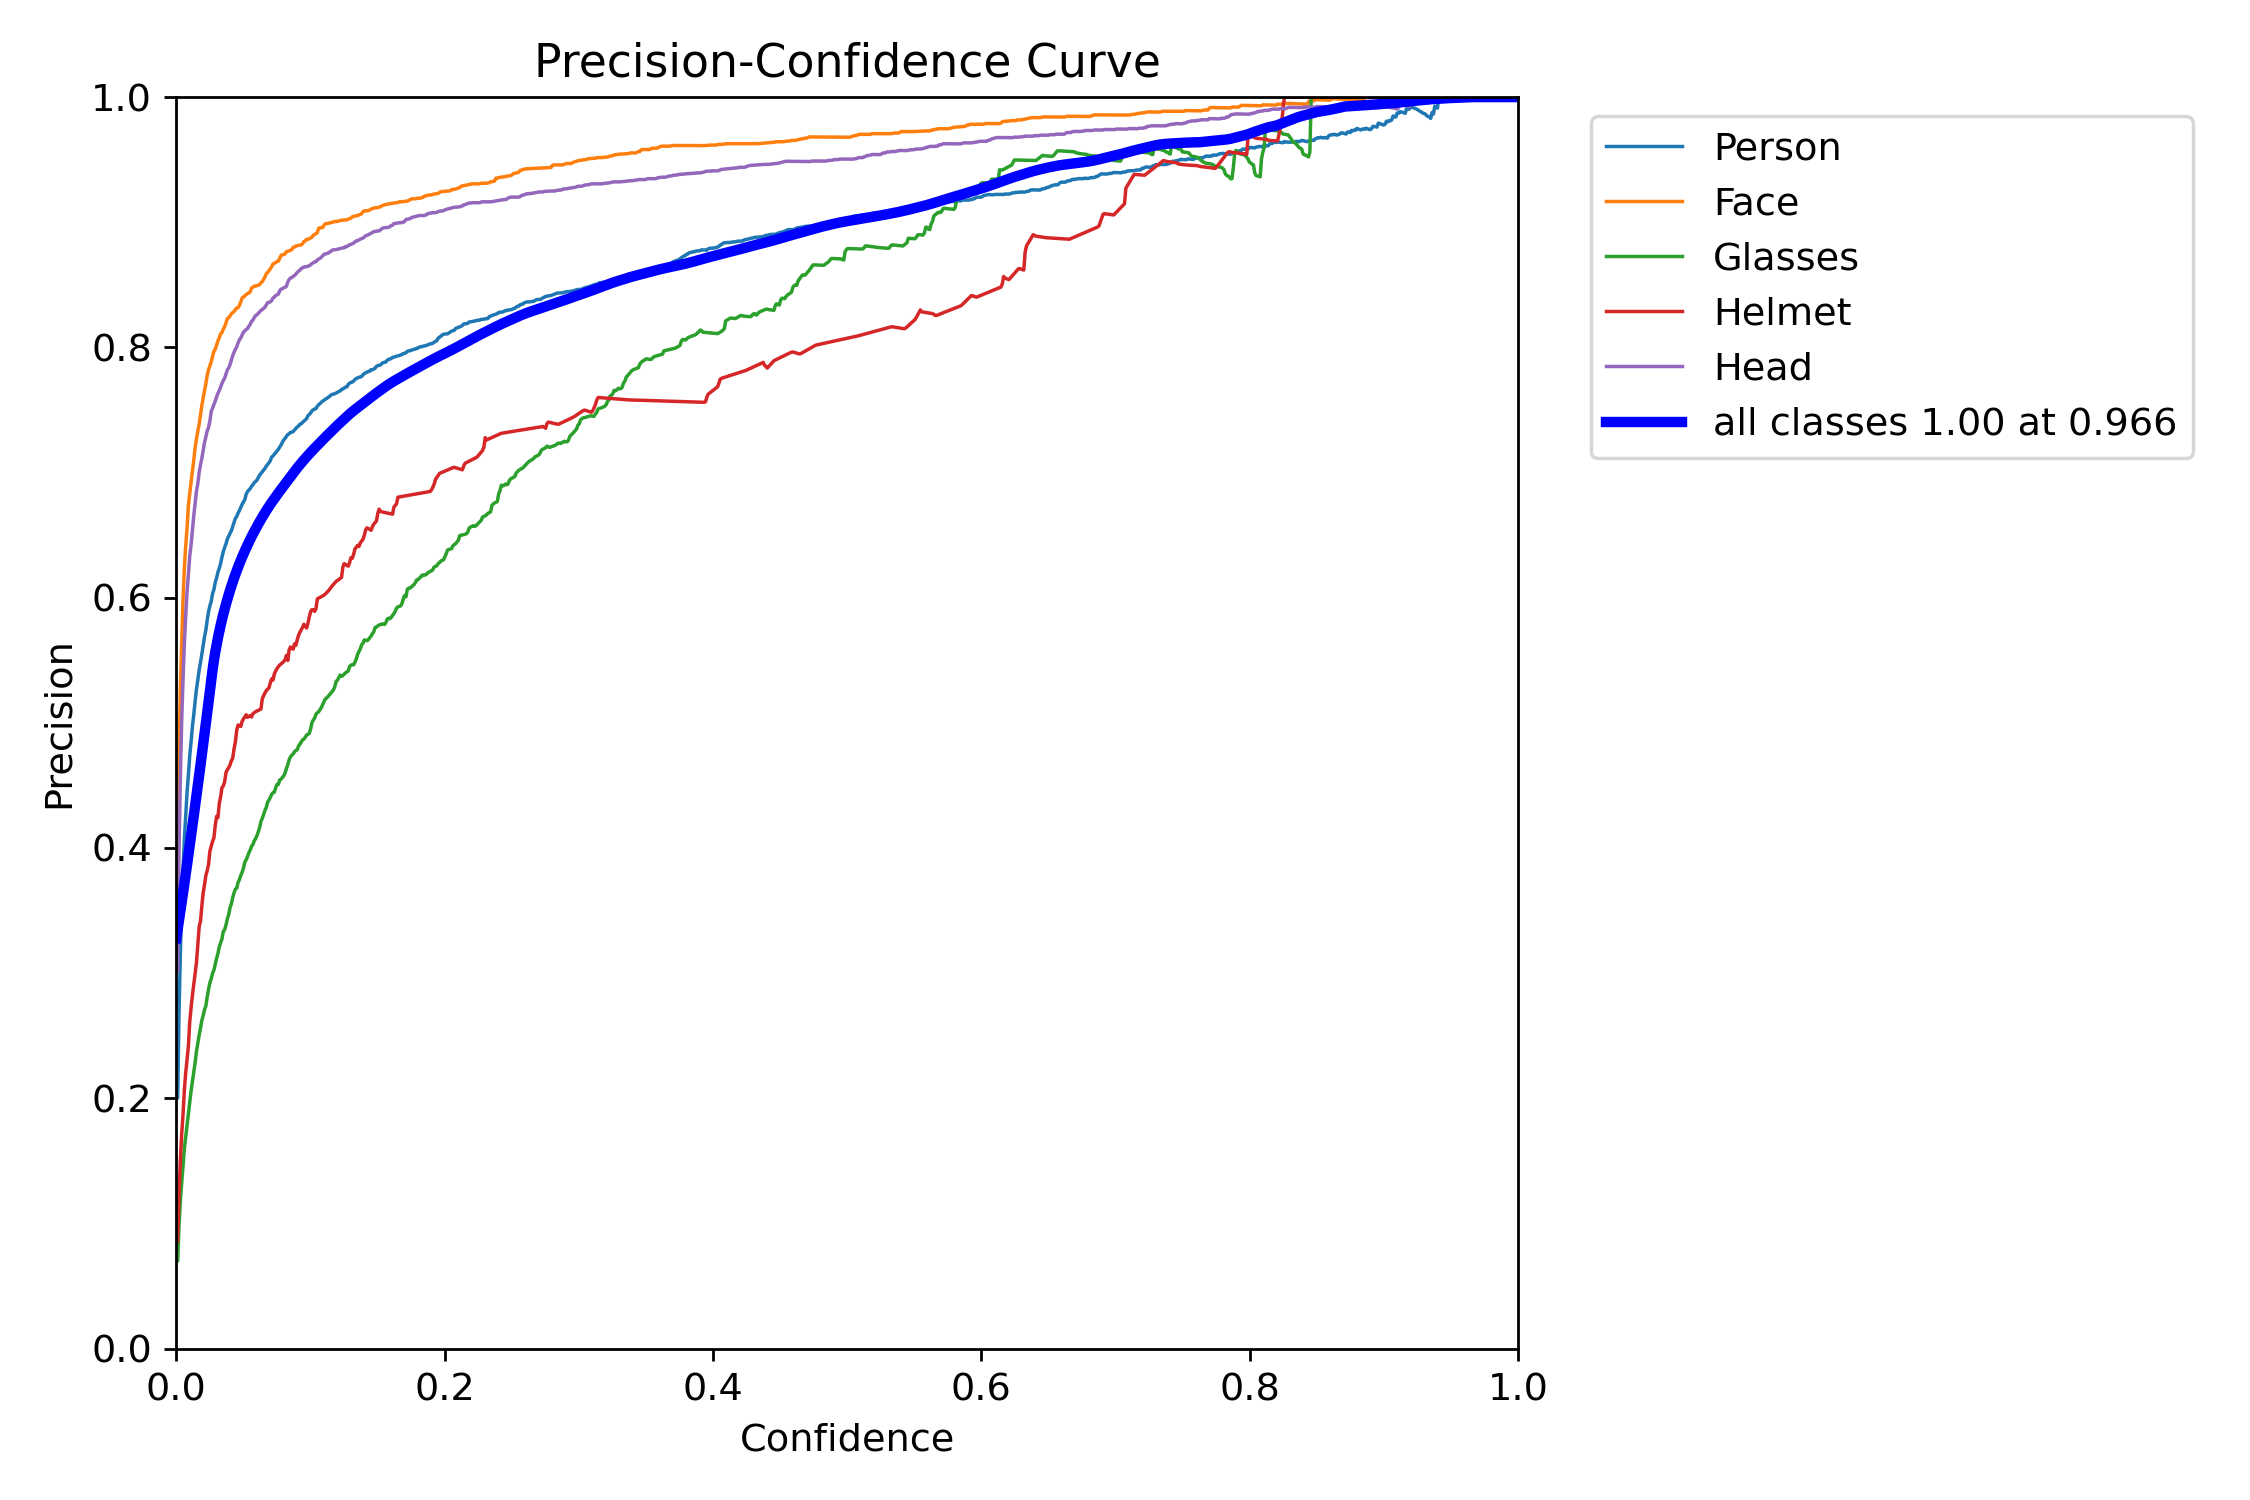 Precision-Confidence Curve
1.0
0.8
0.6
0.4
0.2
0.0
Precision
0.0 0.2 0.4 0.6 0.8 1.0
Confidence
Person
Face
Glasses
Helmet
Head
all classes 1.00 at 0.966